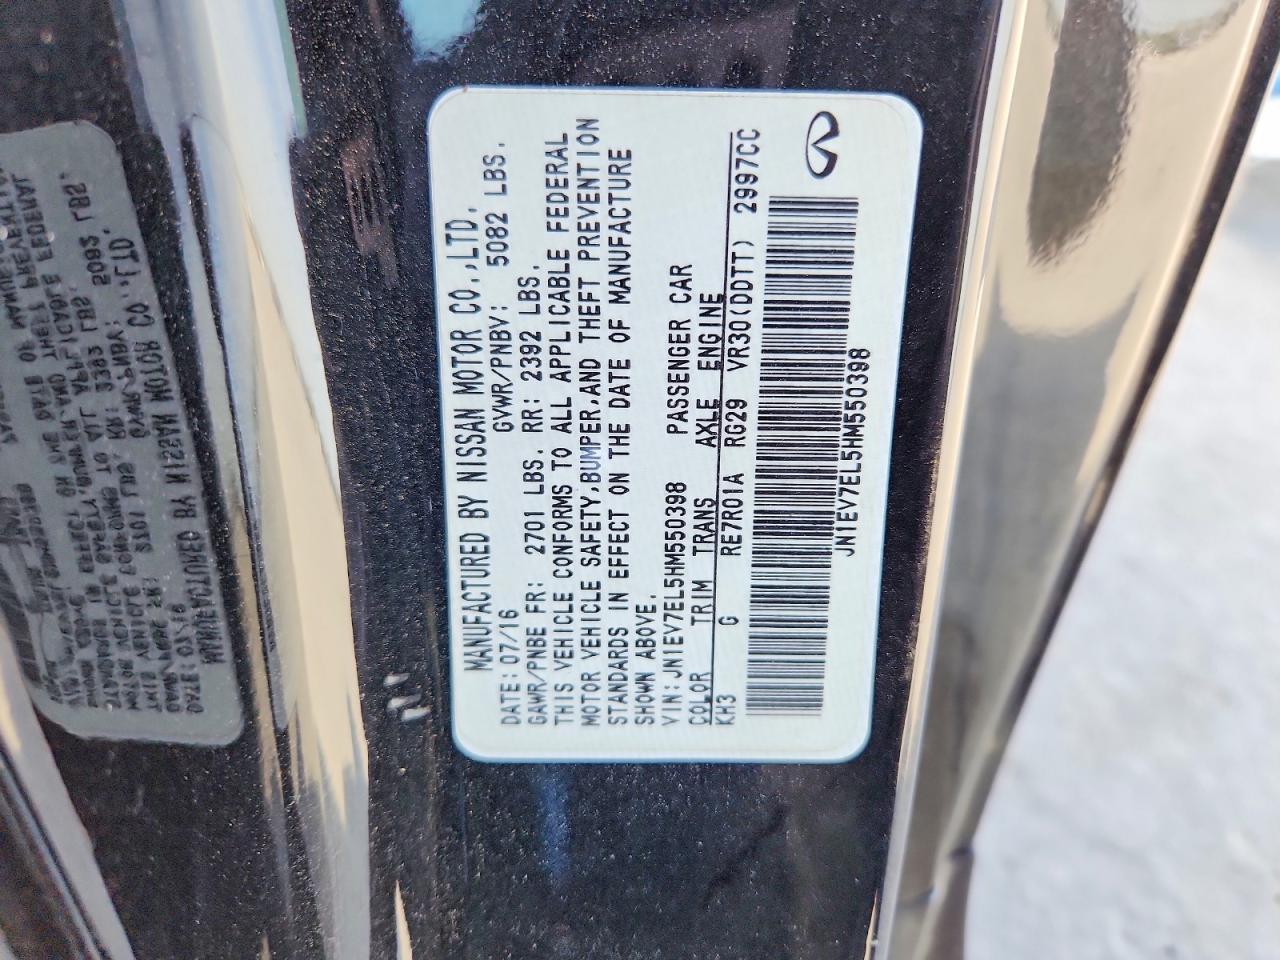 MANUFACTURED BY NISSAN MOTOR CO.,LTD.
DATE: 07/16 GVWR/PNBV: 5082 LBS.
GAWR/PNBE FR: 2701 LBS. RR: 2392 LBS.
THIS VEHICLE CONFORMS TO ALL APPLICABLE FEDERAL
MOTOR VEHICLE SAFETY,BUMPER,AND THEFT PREVENTION
STANDARDS IN EFFECT ON THE DATE OF MANUFACTURE
SHOWN ABOVE.
VIN:JN1EV7EL5HM550398 PASSENGER CAR
COLOR TRIM TRANS AXLE ENGINE
KH3 G RE7R01A RG29 VR30(DDTT) 2997CC
JN1EV7EL5HM550398